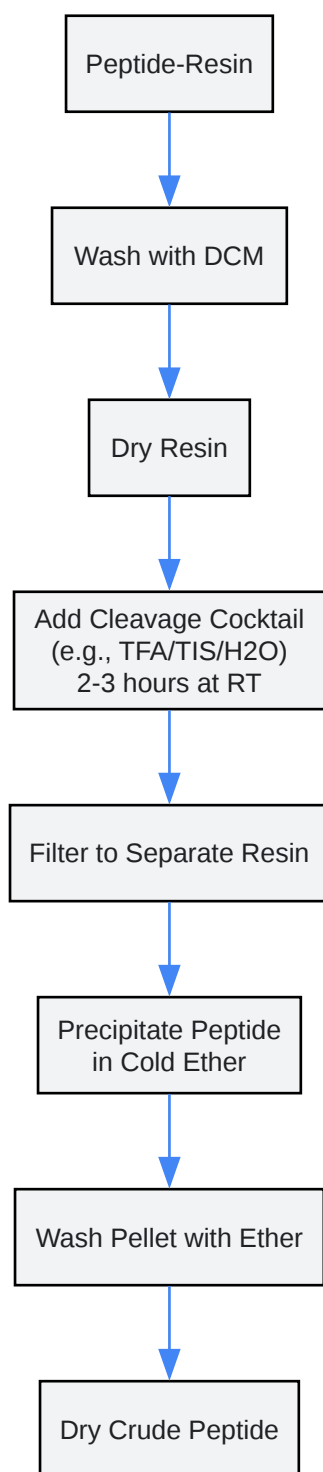 Peptide-Resin
Wash with DCM
Dry Resin
Add Cleavage Cocktail
(e.g., TFA/TIS/H2O)
2-3 hours at RT
Filter to Separate Resin
Precipitate Peptide
in Cold Ether
Wash Pellet with Ether
Dry Crude Peptide